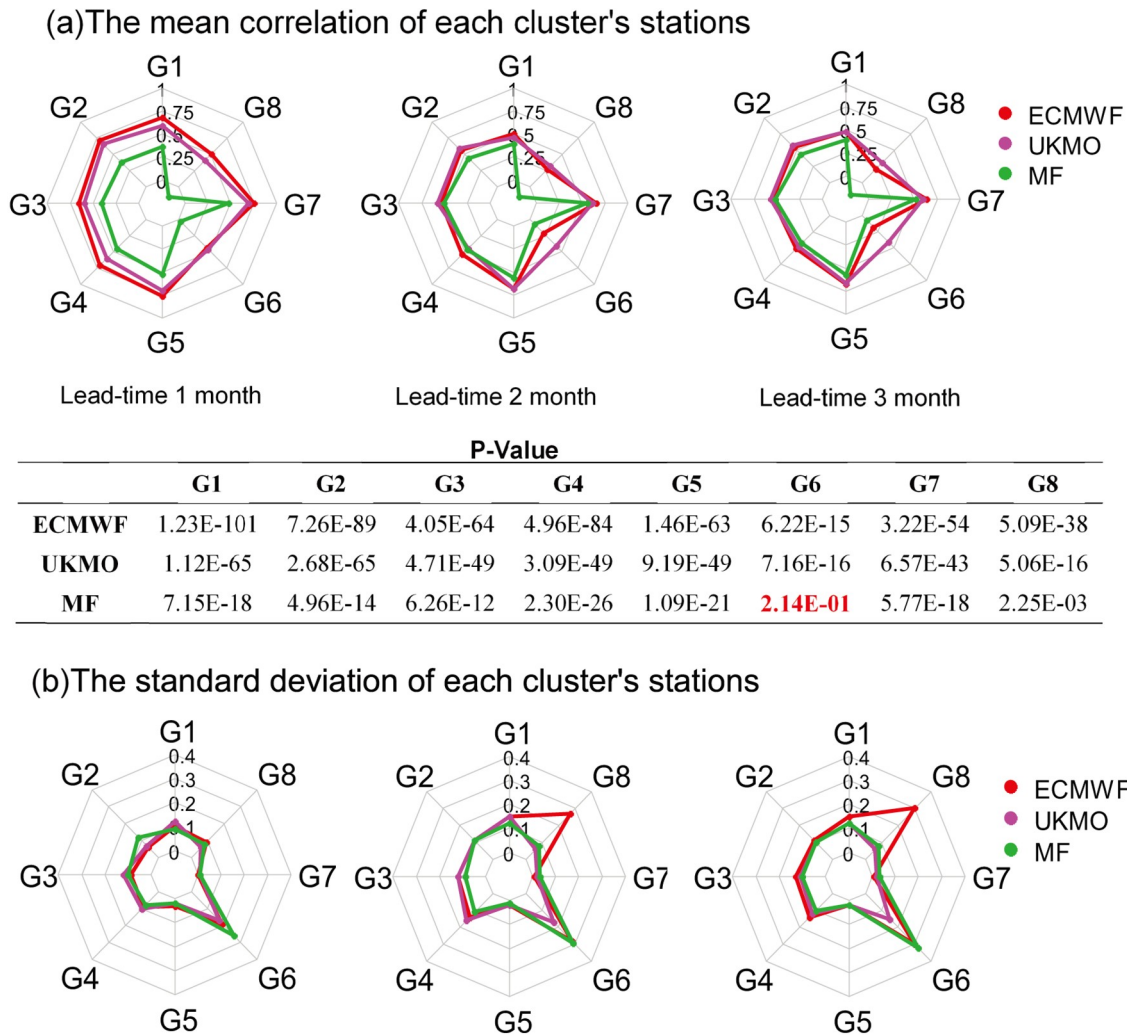 (a)The mean correlation of each cluster's stations
G1
1
0.75
0.5
0.25
0
G2
G8
G3
G7
G4
G6
G5
Lead-time 1 month
G1
1
0.75
0.5
0.25
0
G2
G8
G3
G7
G4
G6
G5
Lead-time 2 month
G1
1
0.75
0.5
0.25
0
G2
G8
G3
G7
G4
G6
G5
Lead-time 3 month
ECMWF
UKMO
MF
P-Value
G1 G2 G3 G4 G5 G6 G7 G8
ECMWF 1.23E-101 7.26E-89 4.05E-64 4.96E-84 1.46E-63 6.22E-15 3.22E-54 5.09E-38
UKMO 1.12E-65 2.68E-65 4.71E-49 3.09E-49 9.19E-49 7.16E-16 6.57E-43 5.06E-16
MF 7.15E-18 4.96E-14 6.26E-12 2.30E-26 1.09E-21 2.14E-01 5.77E-18 2.25E-03
(b)The standard deviation of each cluster's stations
G1
0.4
0.3
0.2
0.1
0
G2
G8
G3
G7
G4
G6
G5
G1
0.4
0.3
0.2
0.1
0
G2
G8
G3
G7
G4
G6
G5
G1
0.4
0.3
0.2
0.1
0
G2
G8
G3
G7
G4
G6
G5
ECMWF
UKMO
MF